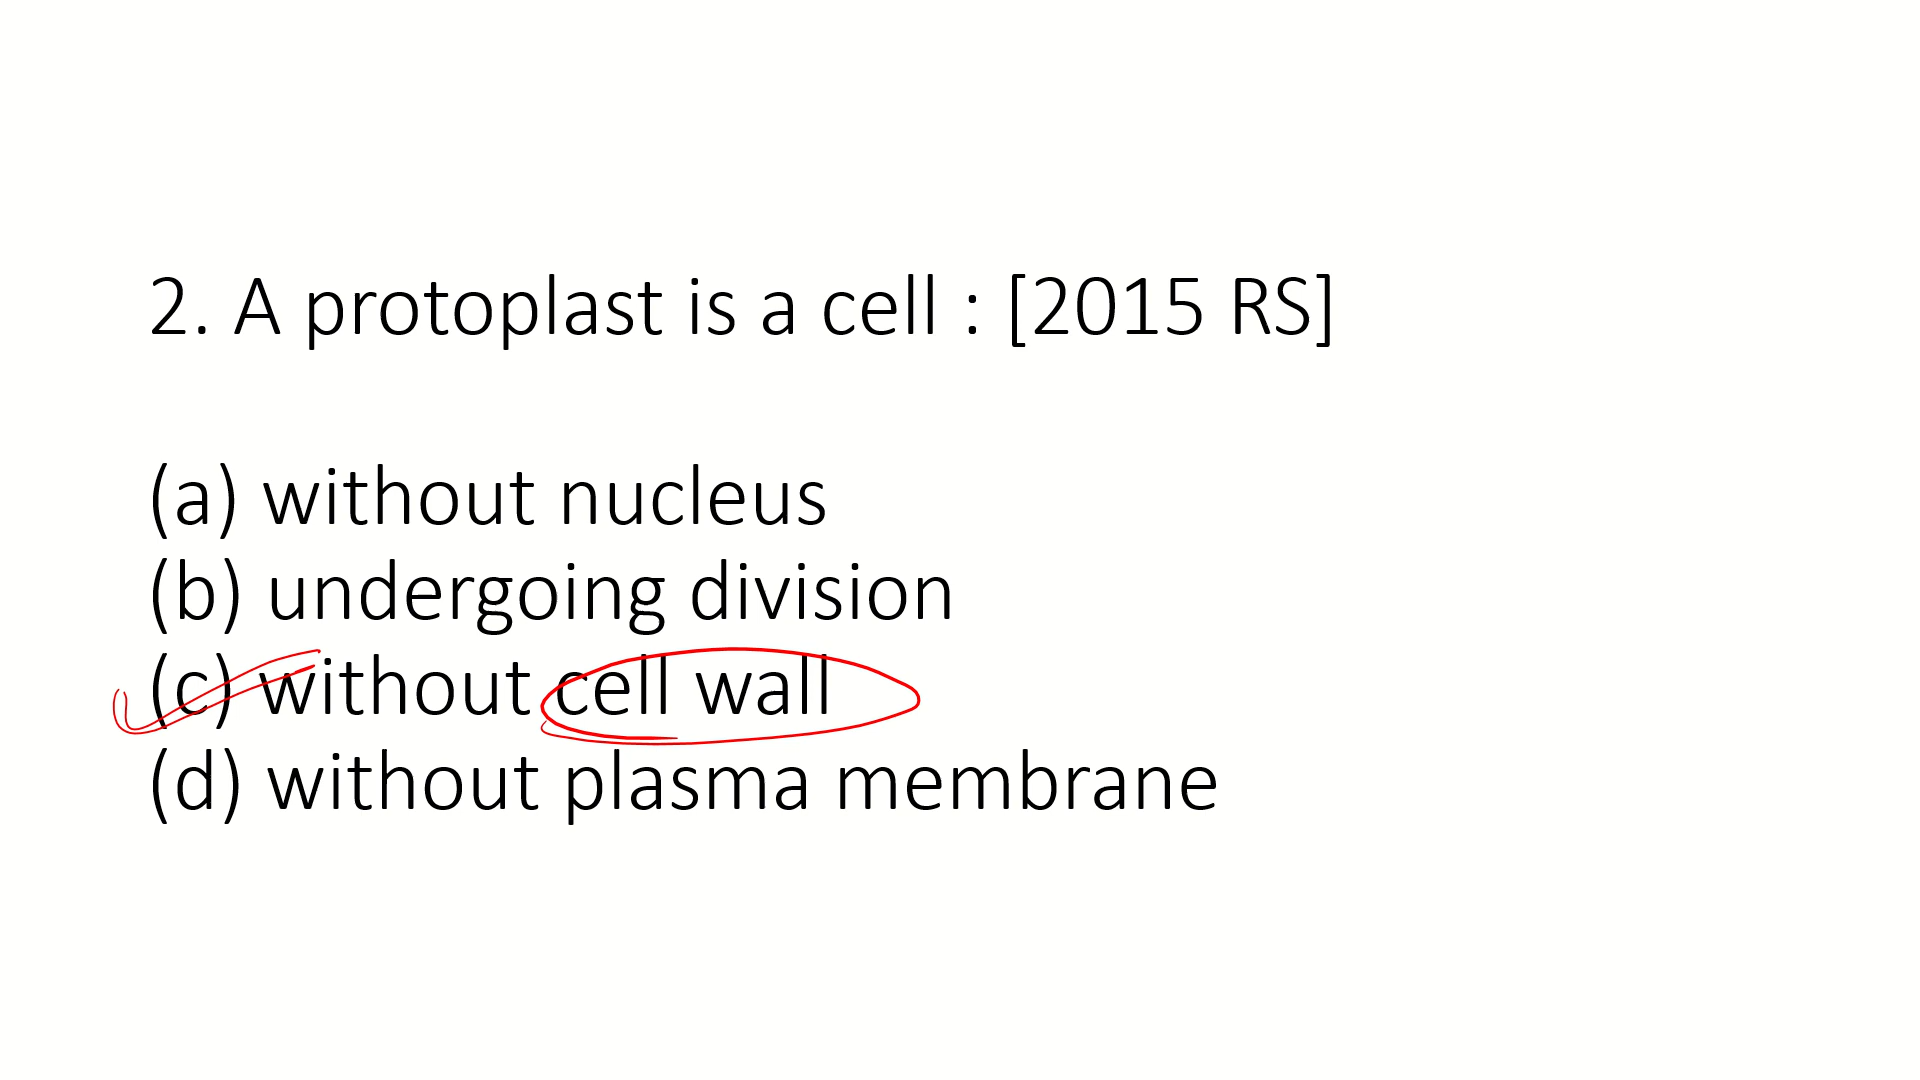 2. A protoplast is a cell : [2015 RS]
(a) without nucleus
(b) undergoing division
(c) without cell wall
(d) without plasma membrane